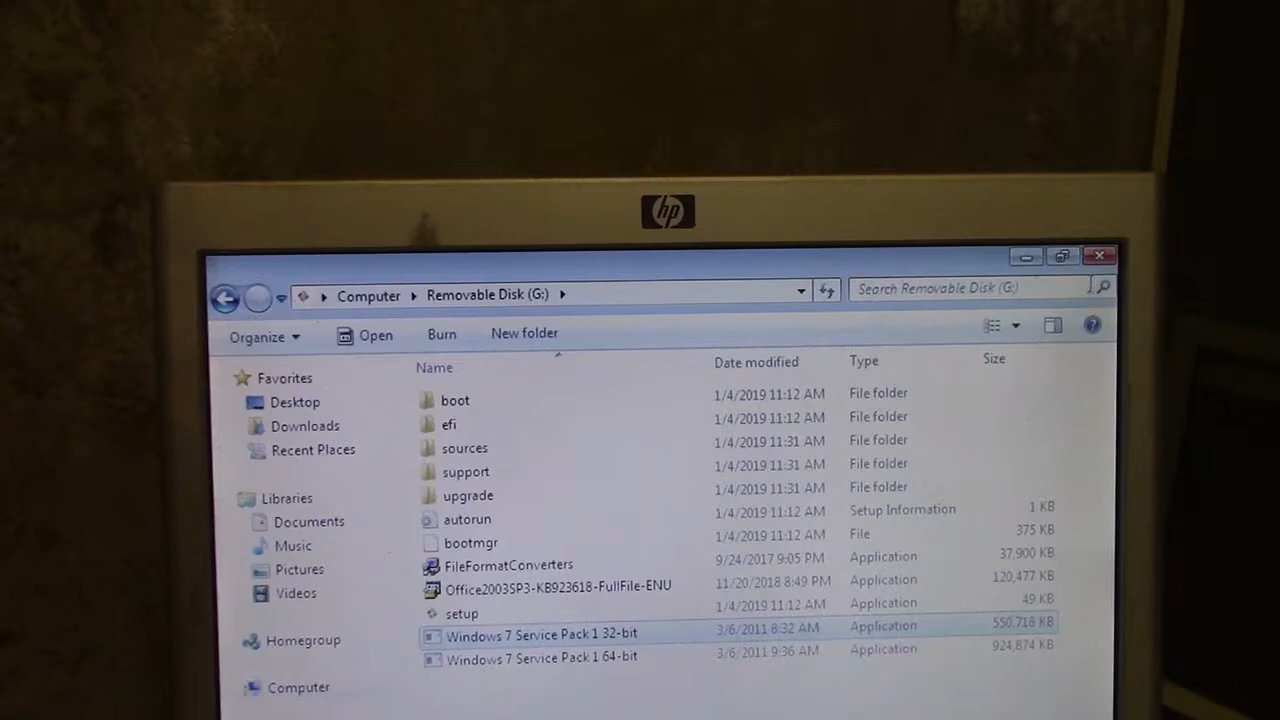 hp
Computer Removable Disk (G:) Search Removable Disk (G:)
Organize Open Burn New folder
Name Date modified Type Size
Favorites
Desktop
Downloads
Recent Places
Libraries
Documents
Music
Pictures
Videos
Homegroup
Computer
boot 1/4/2019 11:12 AM File folder
efi 1/4/2019 11:12 AM File folder
sources 1/4/2019 11:31 AM File folder
support 1/4/2019 11:31 AM File folder
upgrade 1/4/2019 11:31 AM File folder
autorun 1/4/2019 11:12 AM Setup Information 1 KB
bootmgr 1/4/2019 11:12 AM File 375 KB
FileFormatConverters 9/24/2017 9:05 PM Application 37,900 KB
Office2003SP3-KB923618-FullFile-ENU 11/20/2018 8:49 PM Application 120,477 KB
setup 1/4/2019 11:12 AM Application 49 KB
Windows 7 Service Pack 1 32-bit 3/6/2011 8:32 AM Application 550,718 KB
Windows 7 Service Pack 1 64-bit 3/6/2011 9:36 AM Application 924,874 KB